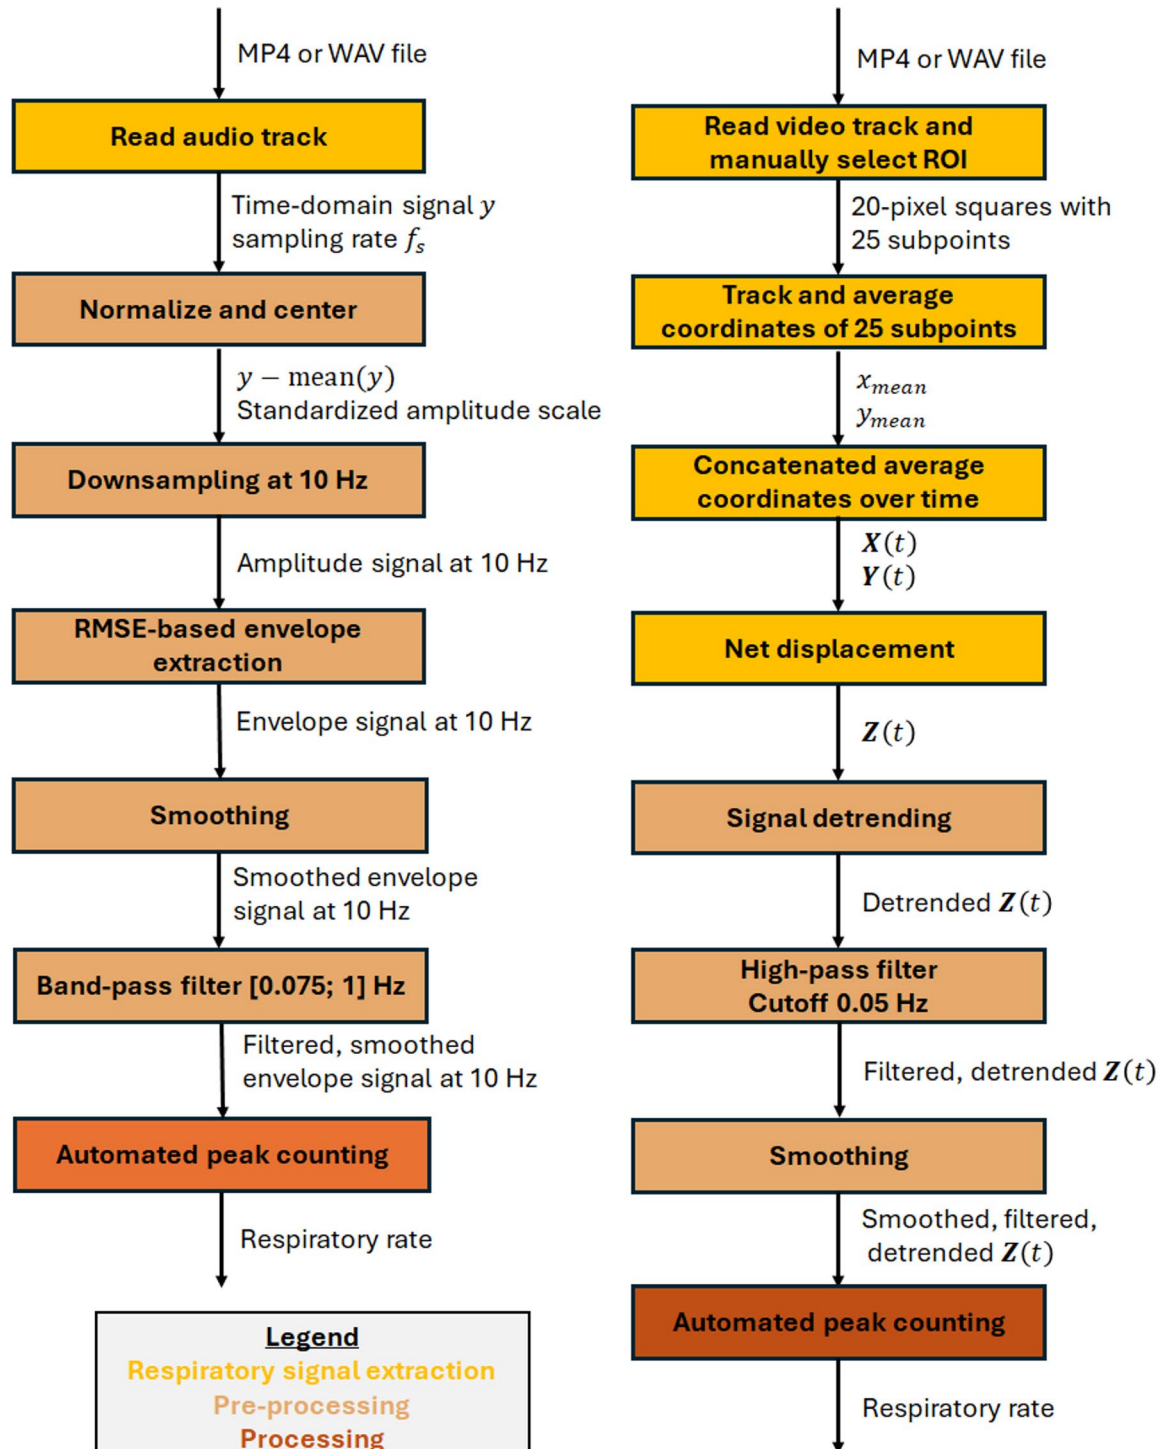 MP4 or WAV file
Read audio track
Time-domain signal y
sampling rate fₛ
Normalize and center
y − mean(y)
Standardized amplitude scale
Downsampling at 10 Hz
Amplitude signal at 10 Hz
RMSE-based envelope
extraction
Envelope signal at 10 Hz
Smoothing
Smoothed envelope
signal at 10 Hz
Band-pass filter [0.075; 1] Hz
Filtered, smoothed
envelope signal at 10 Hz
Automated peak counting
Respiratory rate
Legend
Respiratory signal extraction
Pre-processing
Processing
MP4 or WAV file
Read video track and
manually select ROI
20-pixel squares with
25 subpoints
Track and average
coordinates of 25 subpoints
x_mean
y_mean
Concatenated average
coordinates over time
X(t)
Y(t)
Net displacement
Z(t)
Signal detrending
Detrended Z(t)
High-pass filter
Cutoff 0.05 Hz
Filtered, detrended Z(t)
Smoothing
Smoothed, filtered,
detrended Z(t)
Automated peak counting
Respiratory rate